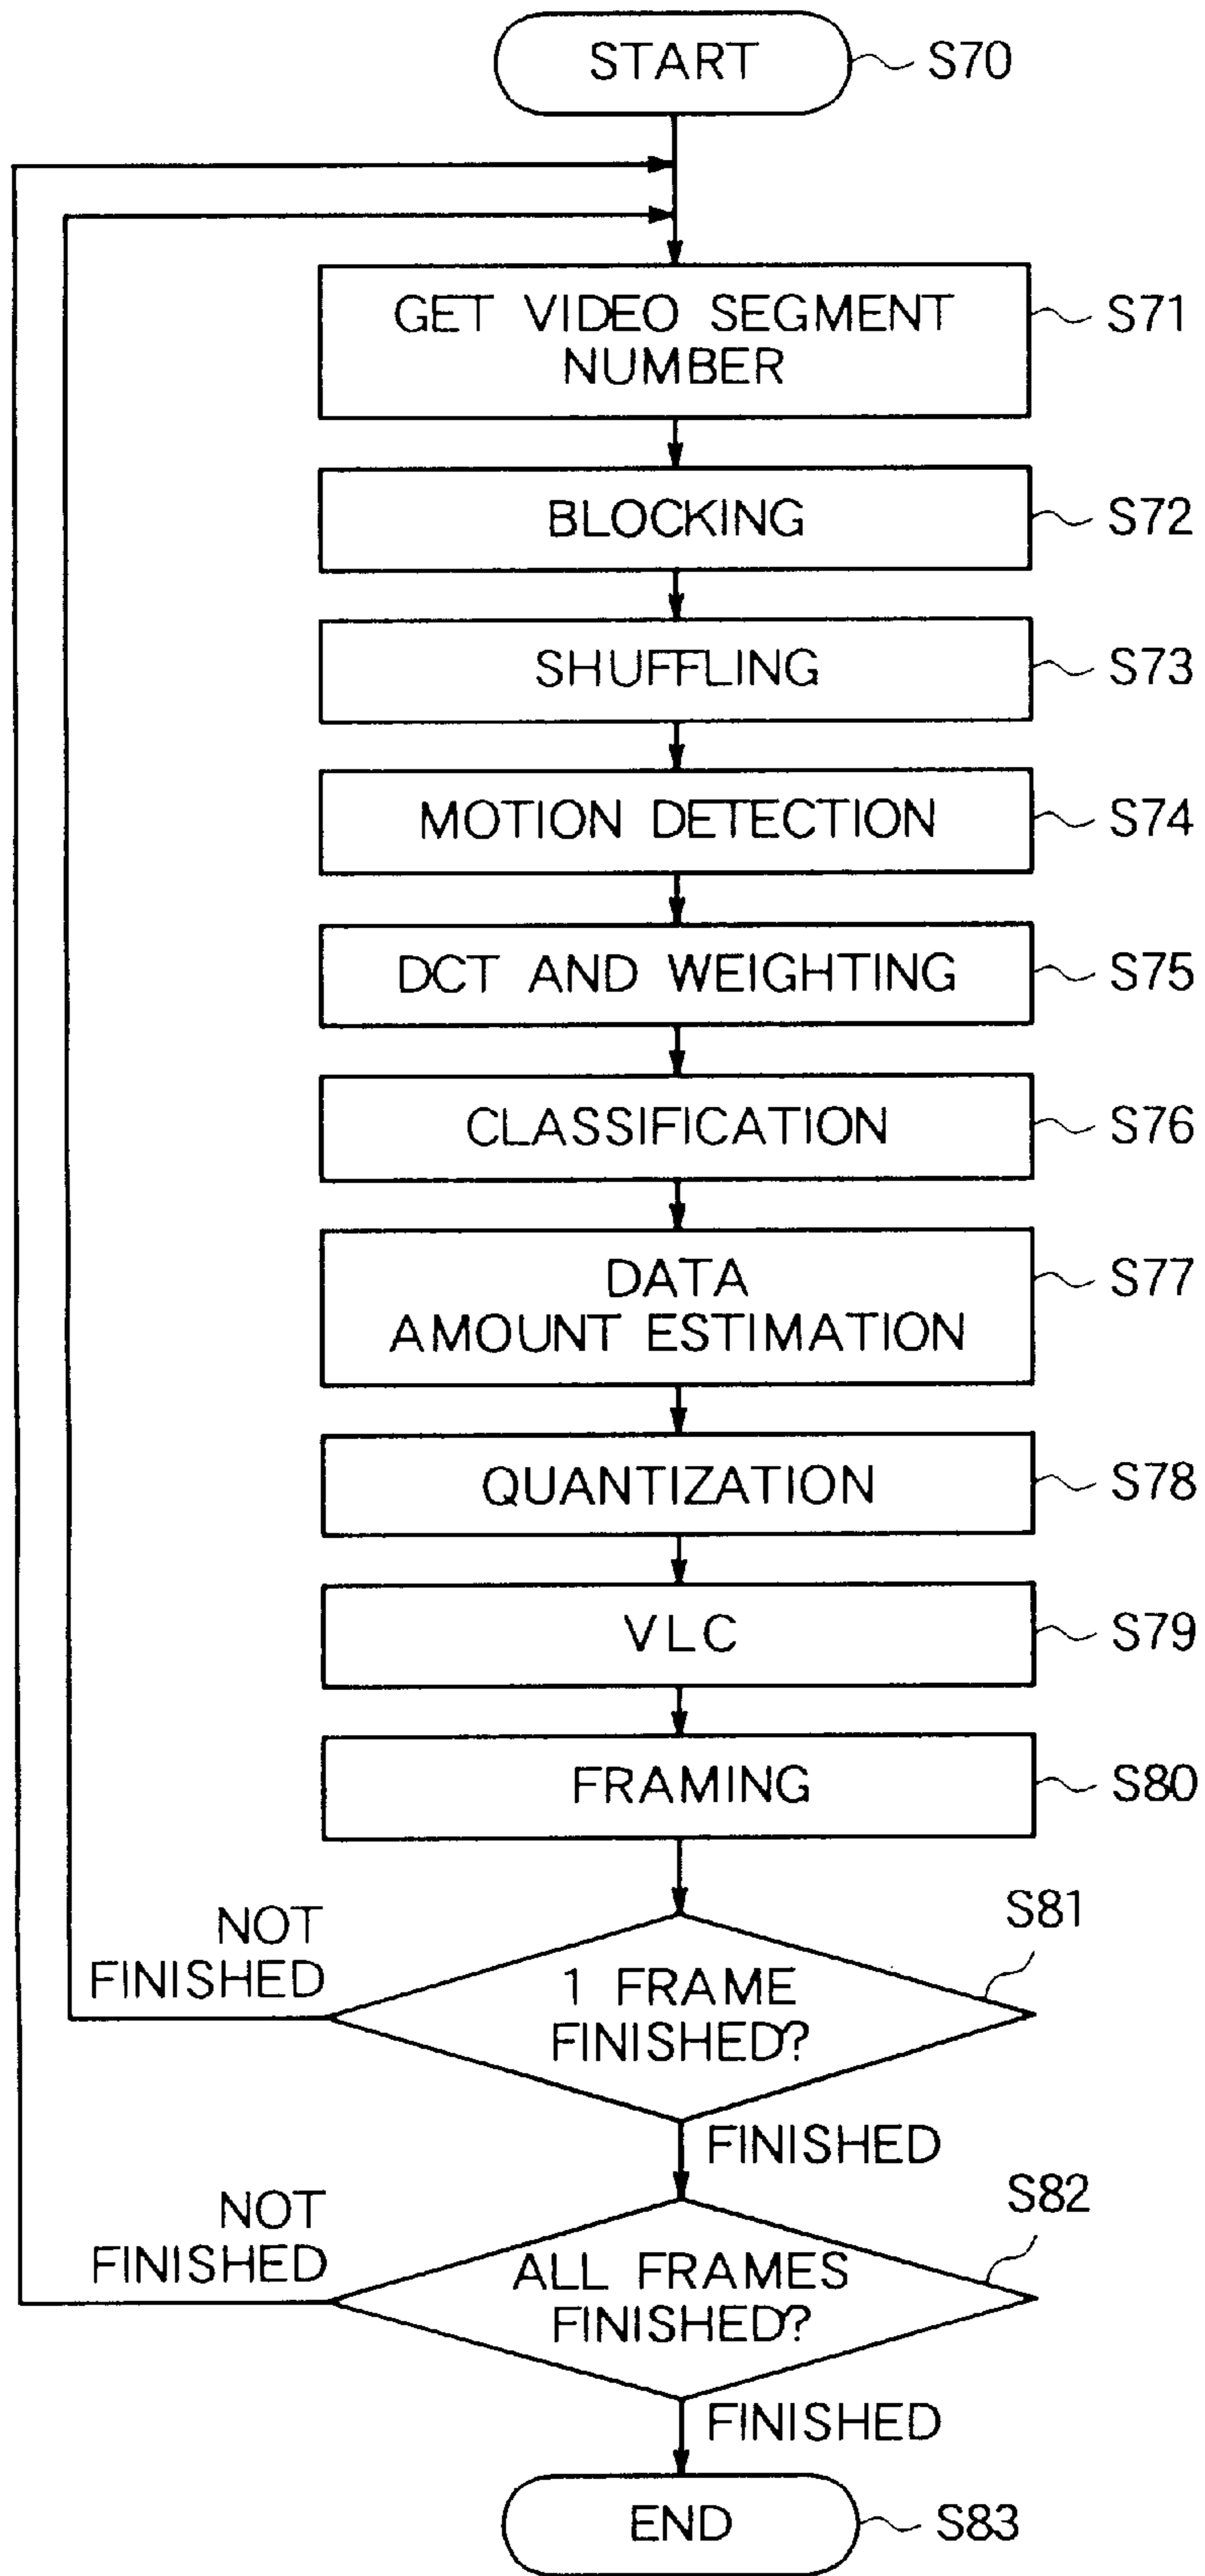 START
S70
GET VIDEO SEGMENT
NUMBER
S71
BLOCKING
S72
SHUFFLING
S73
MOTION DETECTION
S74
DCT AND WEIGHTING
S75
CLASSIFICATION
S76
DATA
AMOUNT ESTIMATION
S77
QUANTIZATION
S78
VLC
S79
FRAMING
S80
NOT
FINISHED
1 FRAME
FINISHED?
S81
FINISHED
NOT
FINISHED
ALL FRAMES
FINISHED?
S82
FINISHED
END
S83